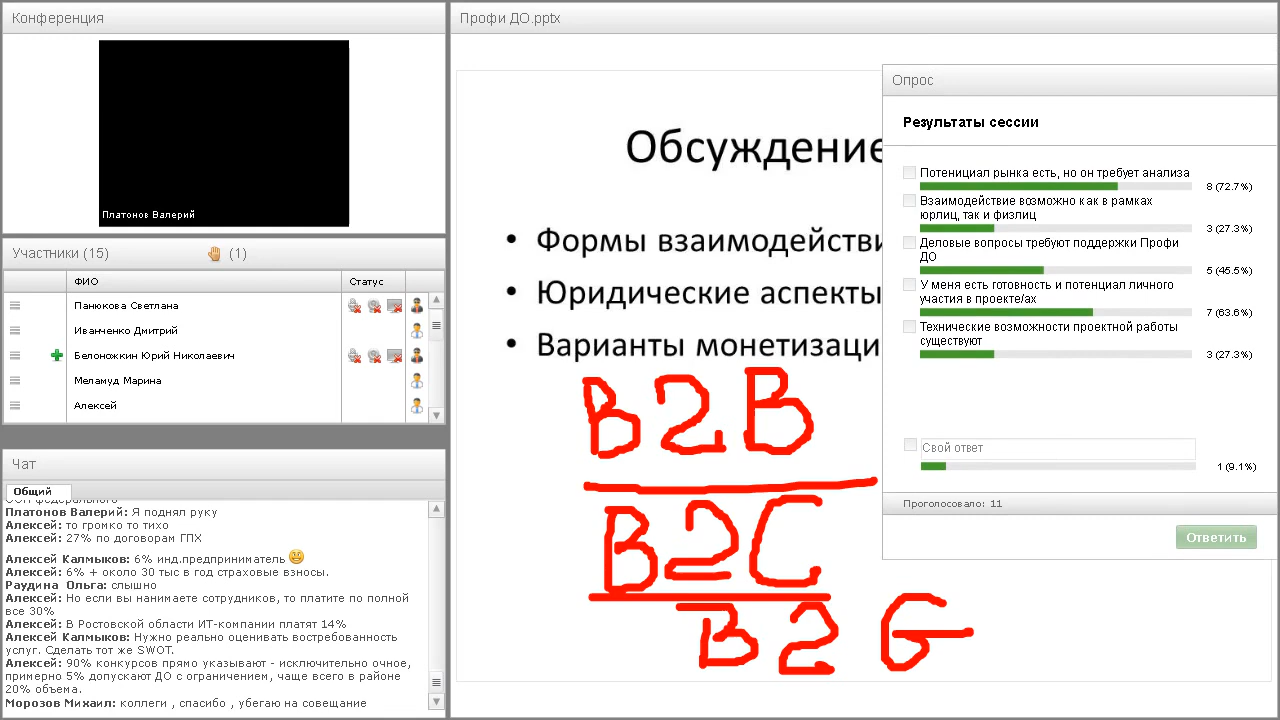 Конференция
Платонов Валерий
Участники (15)
(1)
ФИО
Статус
Панюкова Светлана
Иванченко Дмитрий
Белоножкин Юрий Николаевич
Меламуд Марина
Алексей
Чат
Общий
Платонов Валерий: Я поднял руку
Алексей: то громко то тихо
Алексей: 27% по договорам ГПХ
Алексей Калмыков: 6% инд.предприниматель
Алексей: 6% + около 30 тыс в год страховые взносы.
Раудина Ольга: слышно
Алексей: Но если вы нанимаете сотрудников, то платите по полной
все 30%
Алексей: В Ростовской области ИТ-компании платят 14%
Алексей Калмыков: Нужно реально оценивать востребованность
услуг. Сделать тот же SWOT.
Алексей: 90% конкурсов прямо указывают - исключительно очное,
примерно 5% допускают ДО с ограничением, чаще всего в районе
20% объема.
Морозов Михаил: коллеги , спасибо , убегаю на совещание
Профи ДО.pptx
Обсуждение
• Формы взаимодействи
• Юридические аспекты
• Варианты монетизаци
B2B
B2C
B2G
Опрос
Результаты сессии
Потенициал рынка есть, но он требует анализа
8 (72.7%)
Взаимодействие возможно как в рамках
юрлиц, так и физлиц
3 (27.3%)
Деловые вопросы требуют поддержки Профи
ДО
5 (45.5%)
У меня есть готовность и потенциал личного
участия в проекте/ах
7 (63.6%)
Технические возможности проектной работы
существуют
3 (27.3%)
Свой ответ
1 (9.1%)
Проголосовало: 11
Ответить